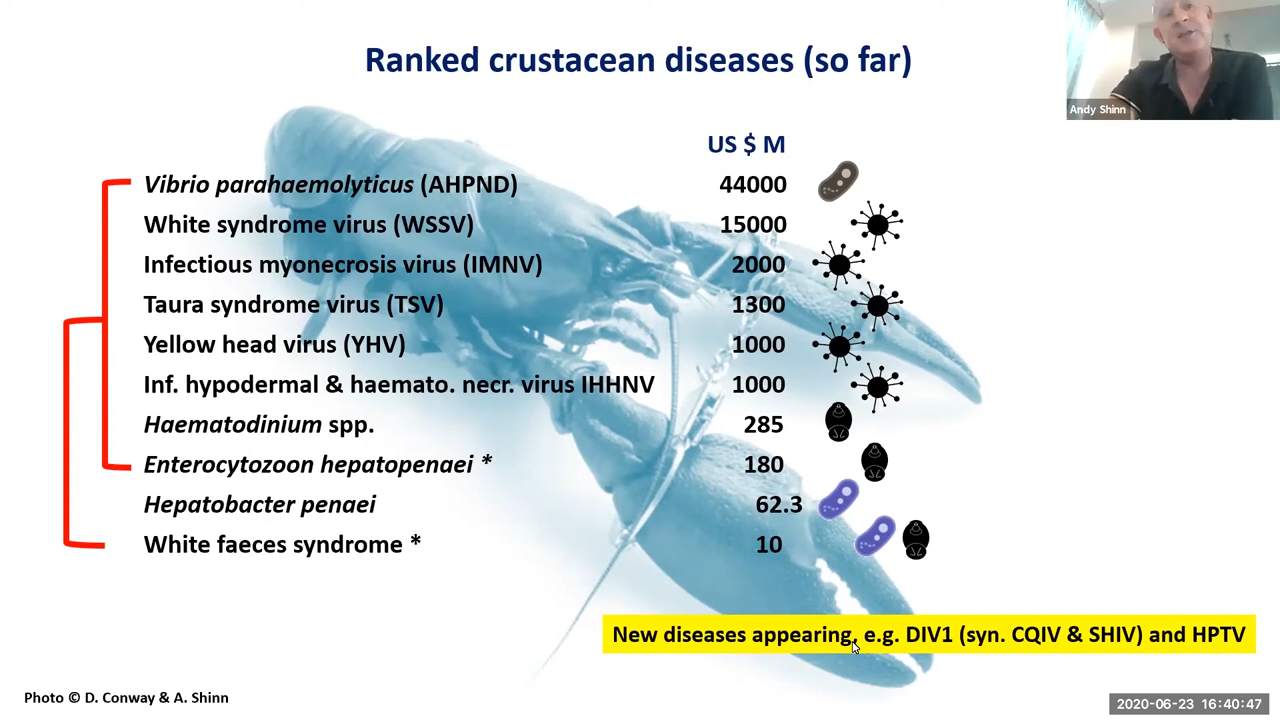 Ranked crustacean diseases (so far)
Andy Shinn
US $ M
Vibrio parahaemolyticus (AHPND) 44000
White syndrome virus (WSSV) 15000
Infectious myonecrosis virus (IMNV) 2000
Taura syndrome virus (TSV) 1300
Yellow head virus (YHV) 1000
Inf. hypodermal & haemato. necr. virus IHHNV 1000
Haematodinium spp. 285
Enterocytozoon hepatopenaei * 180
Hepatobacter penaei 62.3
White faeces syndrome * 10
New diseases appearing, e.g. DIV1 (syn. CQIV & SHIV) and HPTV
Photo © D. Conway & A. Shinn
2020-06-23 16:40:47